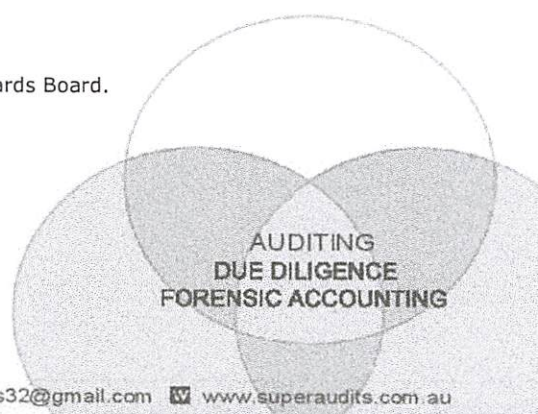 ards Board.
AUDITING
DUE DILIGENCE
FORENSIC ACCOUNTING
s32@gmail.com W www.superaudits.com.au